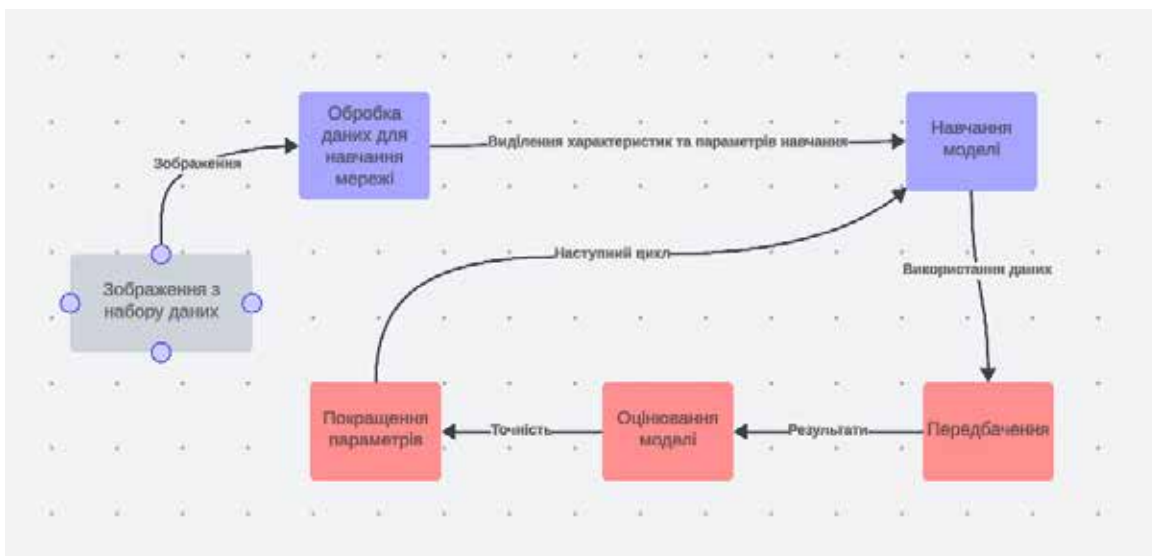 Обробка
даних для
навчання
мережі
Виділення характеристик та параметрів навчання
Навчання
моделі
Зображення
Зображення з
набору даних
Наступний цикл
Використання даних
Покращення
параметрів
Точність
Оцінювання
моделі
Результати
Передбачення